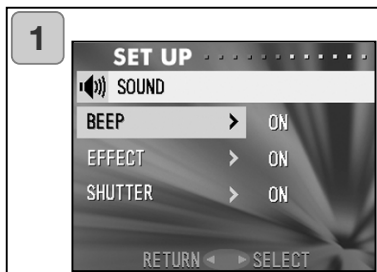 1
SET UP
SOUND
BEEP > ON
EFFECT > ON
SHUTTER > ON
RETURN ◀ ▶ SELECT